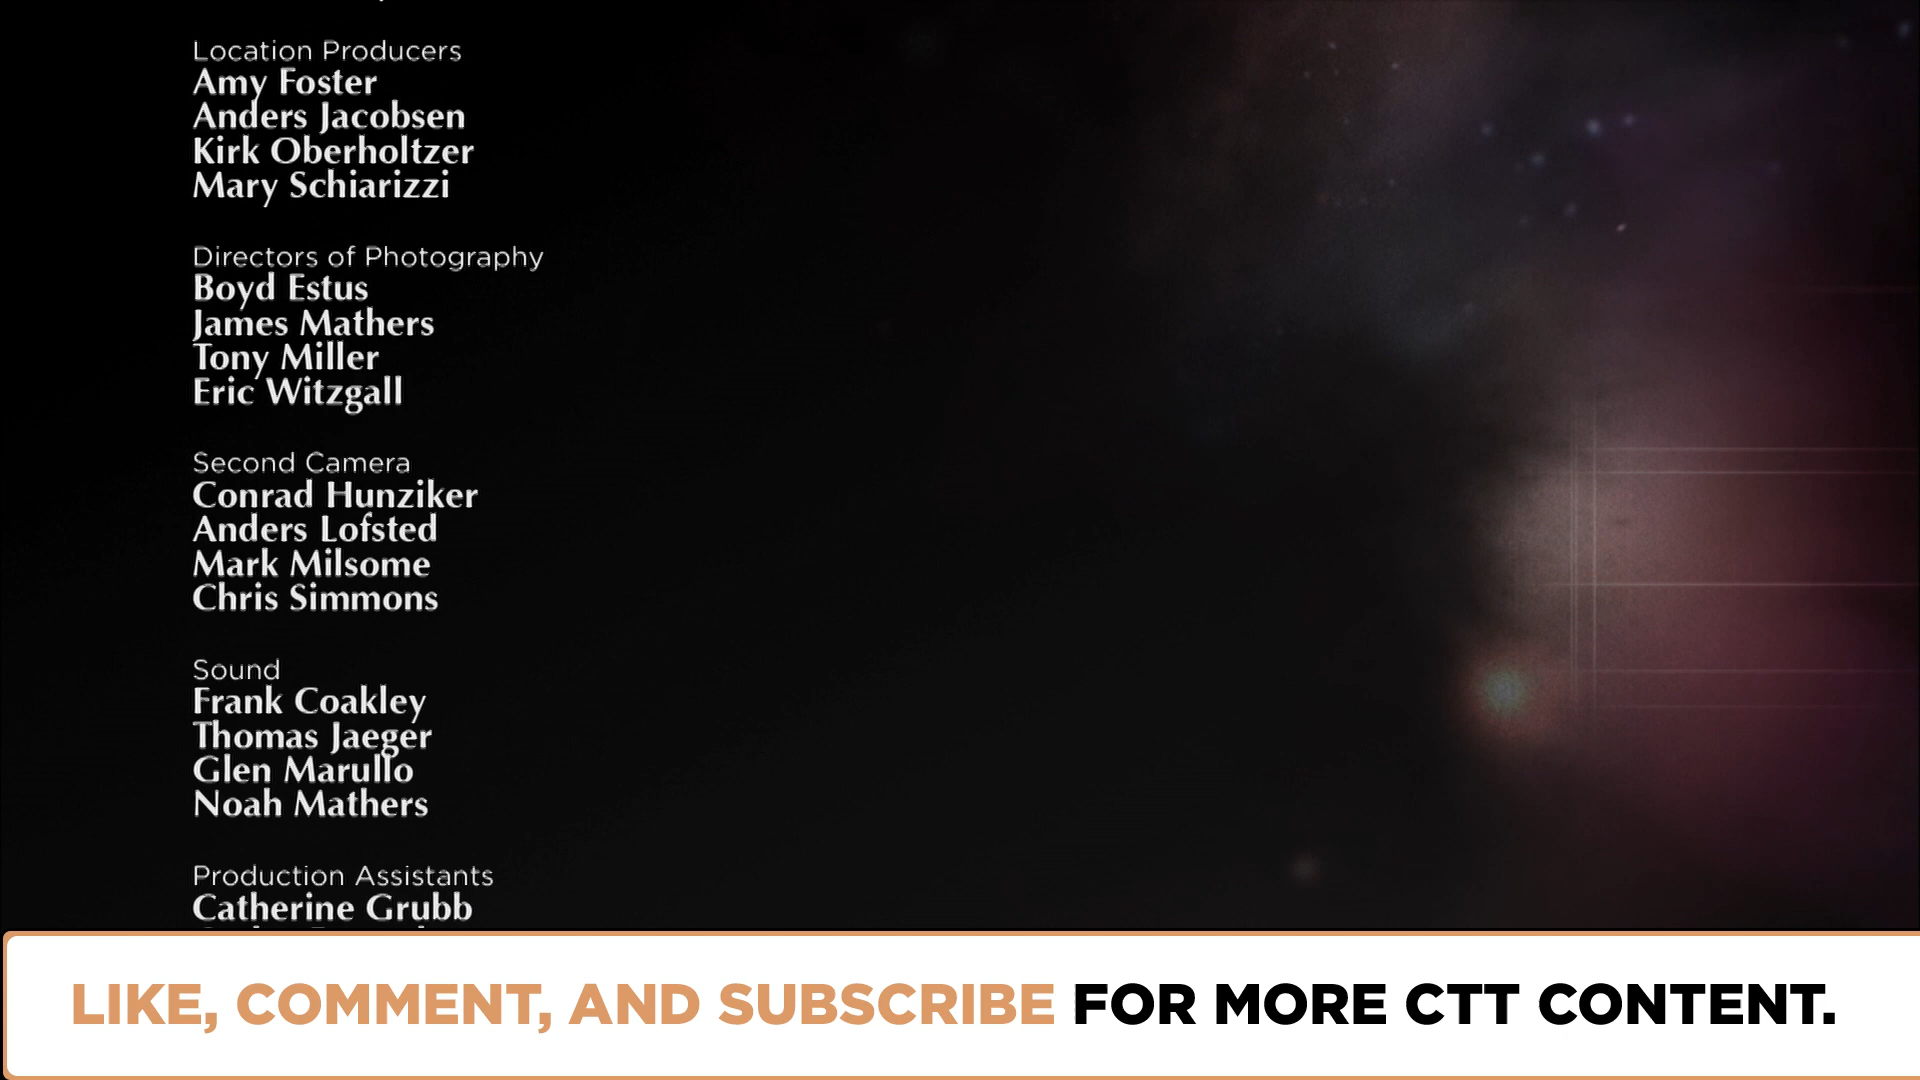 Location Producers
Amy Foster
Anders Jacobsen
Kirk Oberholtzer
Mary Schiarizzi
Directors of Photography
Boyd Estus
James Mathers
Tony Miller
Eric Witzgall
Second Camera
Conrad Hunziker
Anders Lofsted
Mark Milsome
Chris Simmons
Sound
Frank Coakley
Thomas Jaeger
Glen Marullo
Noah Mathers
Production Assistants
Catherine Grubb
LIKE, COMMENT, AND SUBSCRIBE FOR MORE CTT CONTENT.